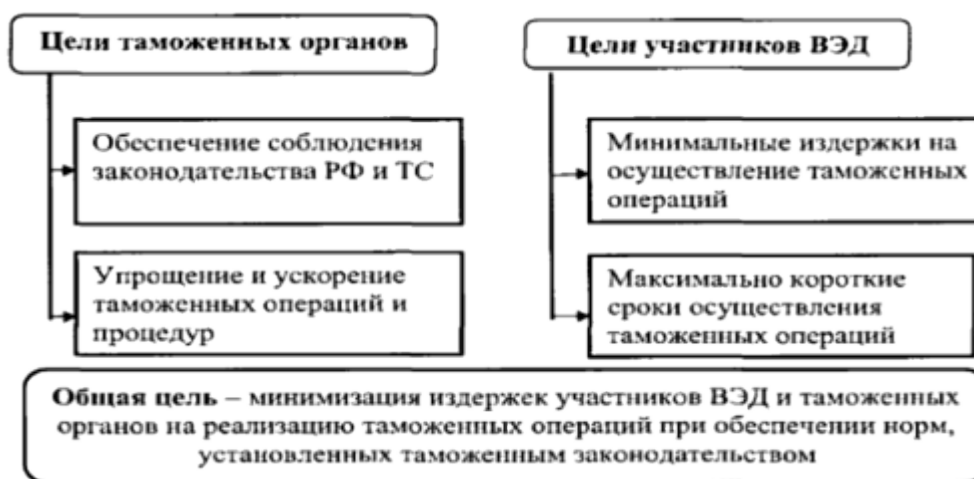 Цели таможенных органов
Обеспечение соблюдения
законодательства РФ и ТС
Упрощение и ускорение
таможенных операций и
процедур
Цели участников ВЭД
Минимальные издержки на
осуществление таможенных
операций
Максимально короткие
сроки осуществления
таможенных операций
Общая цель – минимизация издержек участников ВЭД и таможенных
органов на реализацию таможенных операций при обеспечении норм,
установленных таможенным законодательством